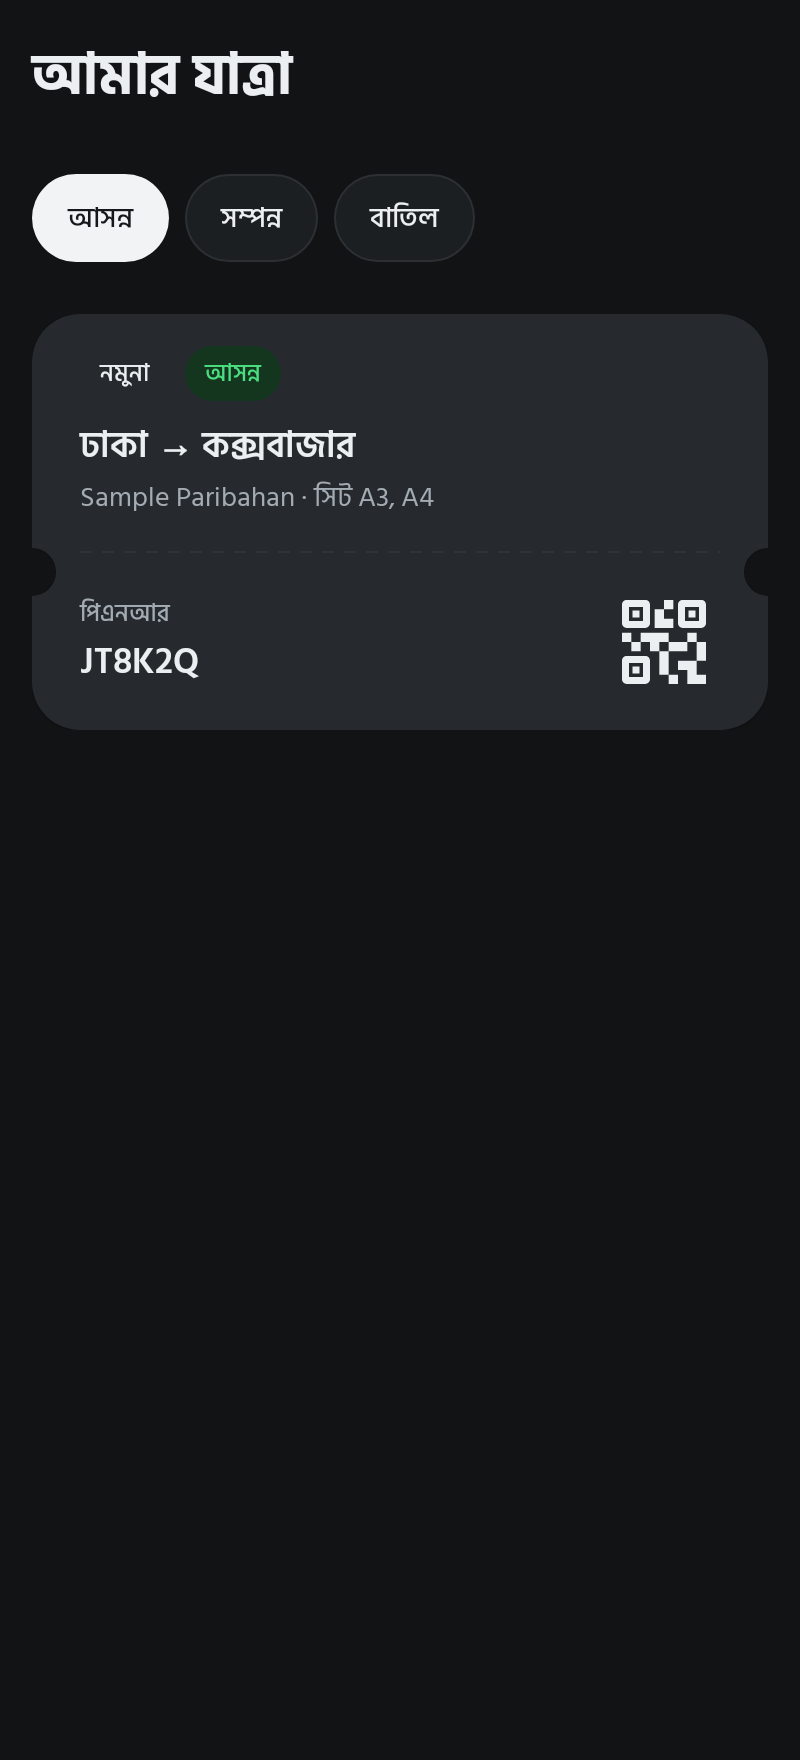 আমার যাত্রা
আসন্ন সম্পন্ন বাতিল
নমুনা আসন্ন
ঢাকা → কক্সবাজার
Sample Paribahan · সিট A3, A4
পিএনআর
JT8K2Q